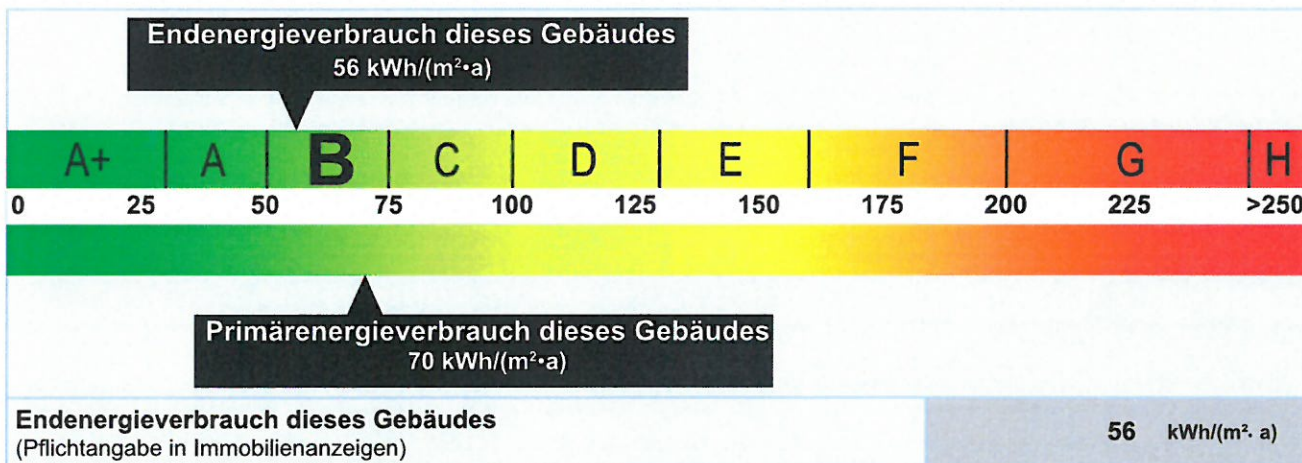 Endenergieverbrauch dieses Gebäudes
56 kWh/(m²•a)
A+ A B C D E F G H
0 25 50 75 100 125 150 175 200 225 >250
Primärenergieverbrauch dieses Gebäudes
70 kWh/(m²•a)
Endenergieverbrauch dieses Gebäudes
(Pflichtangabe in Immobilienanzeigen)
56 kWh/(m²· a)